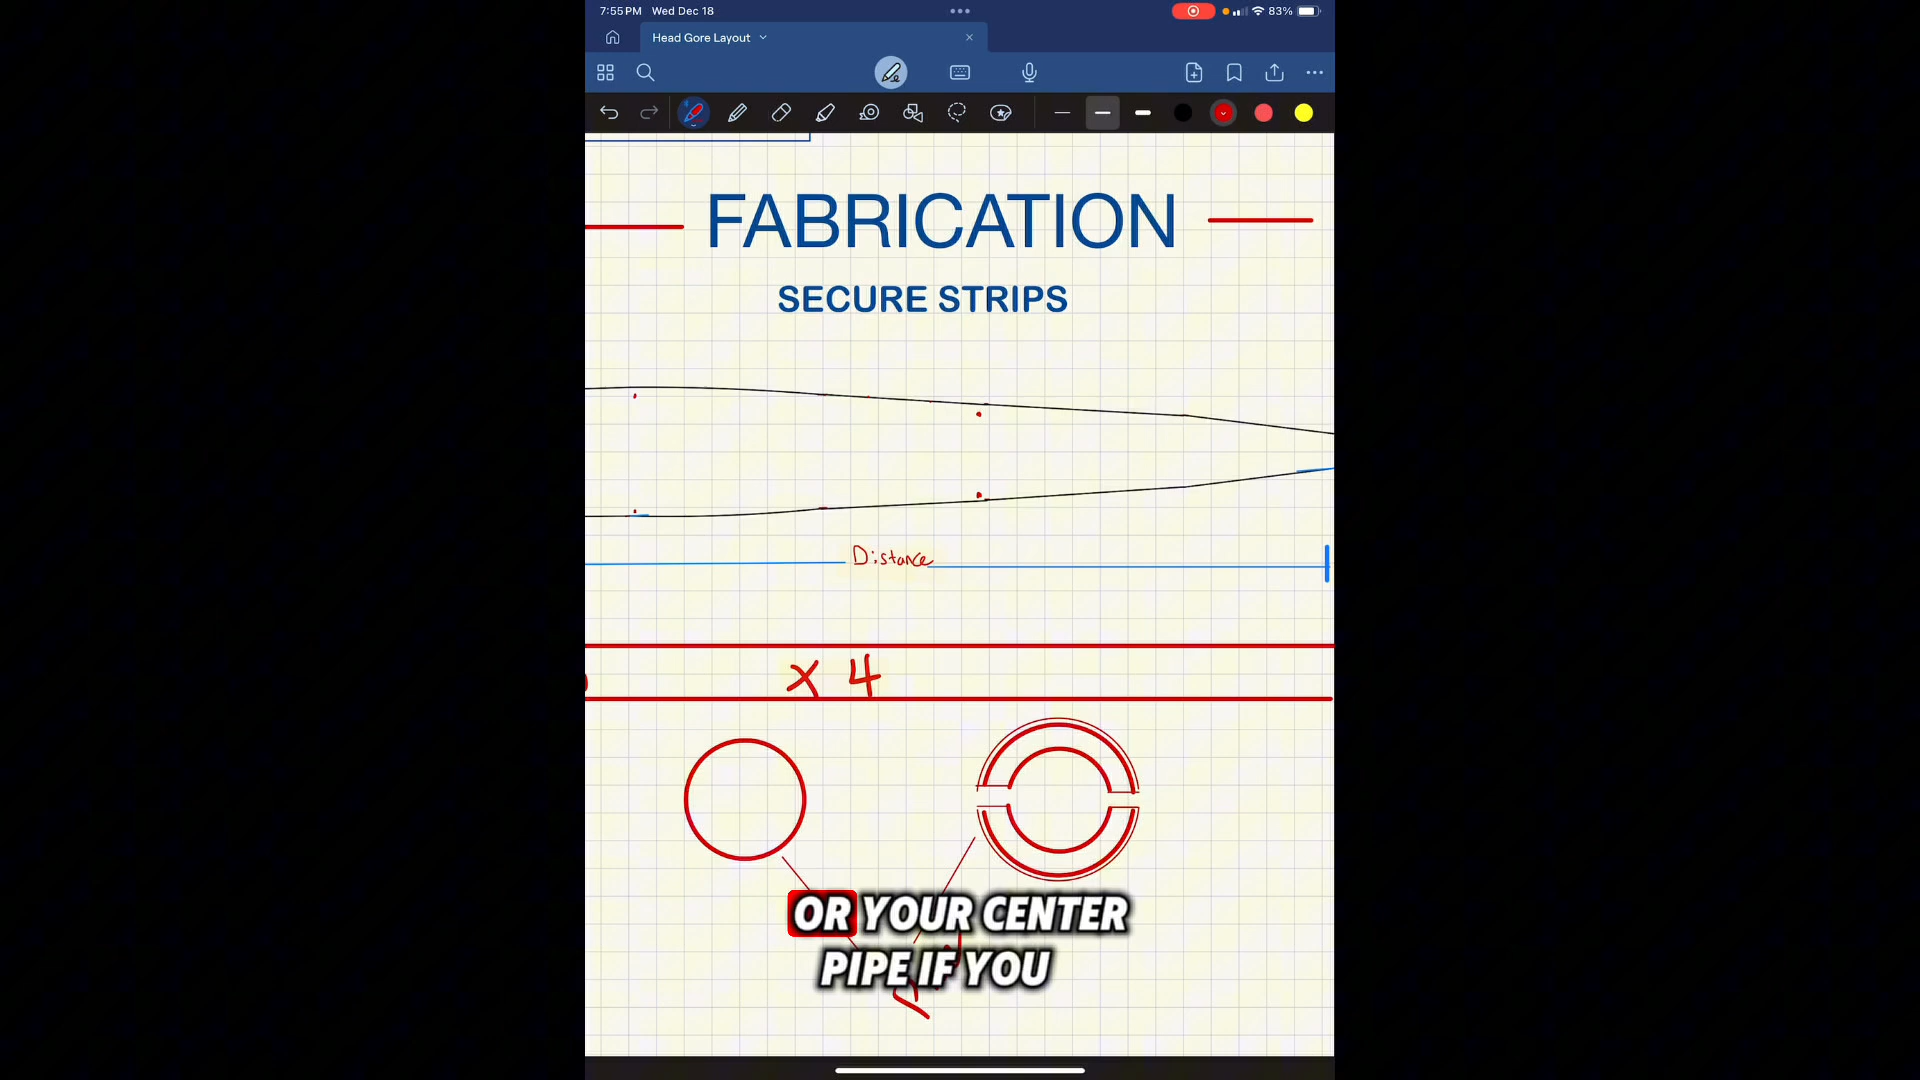 7:55 PM Wed Dec 18
83%
Head Gore Layout
FABRICATION
SECURE STRIPS
Distance
x 4
OR YOUR CENTER
PIPE IF YOU